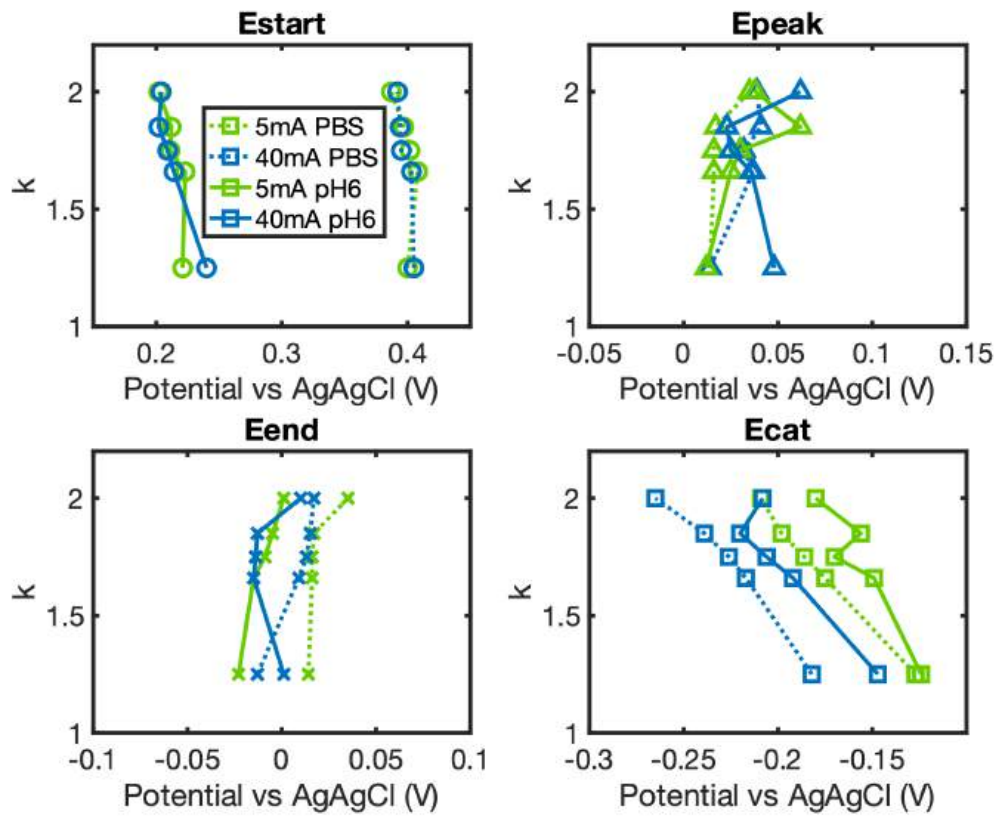 Estart
Epeak
2
1.5
1
k
0.2
0.3
0.4
Potential vs AgAgCl (V)
5mA PBS
40mA PBS
5mA pH6
40mA pH6
2
1.5
1
k
-0.05
0
0.05
0.1
0.15
Potential vs AgAgCl (V)
Eend
Ecat
2
1.5
1
k
-0.1
-0.05
0
0.05
0.1
Potential vs AgAgCl (V)
2
1.5
1
k
-0.3
-0.25
-0.2
-0.15
Potential vs AgAgCl (V)